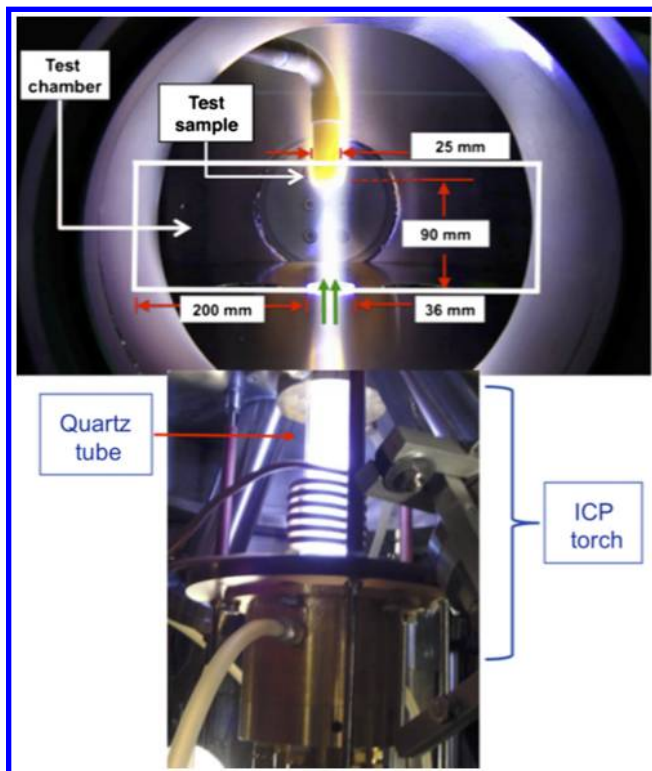 Test
chamber
Test
sample
25 mm
90 mm
200 mm
36 mm
Quartz
tube
ICP
torch